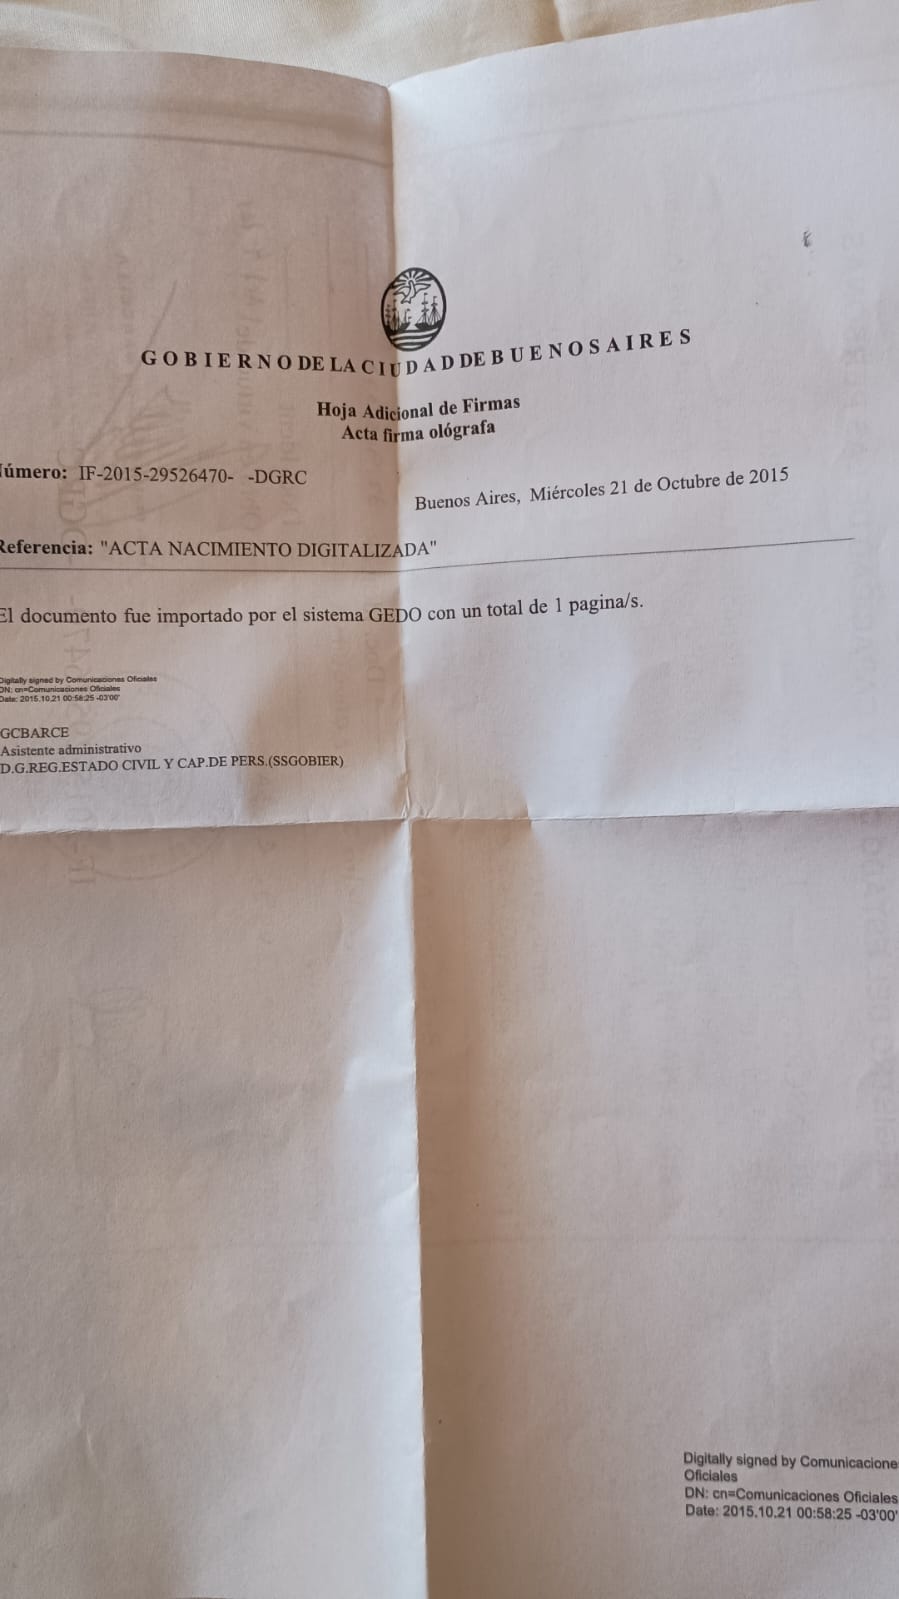 GOBIERNO DE LA CIUDAD DE BUENOS AIRES
Hoja Adicional de Firmas
Acta firma ológrafa
úmero: IF-2015-29526470- -DGRC
Buenos Aires, Miércoles 21 de Octubre de 2015
Referencia: "ACTA NACIMIENTO DIGITALIZADA"
El documento fue importado por el sistema GEDO con un total de 1 pagina/s.
Digitally signed by Comunicaciones Oficiales
DN: cn=Comunicaciones Oficiales
Date: 2015.10.21 00:58:25 -03'00'
GCBARCE
Asistente administrativo
D.G.REG.ESTADO CIVIL Y CAP.DE PERS.(SSGOBIER)
Digitally signed by Comunicacione
Oficiales
DN: cn=Comunicaciones Oficiales
Date: 2015.10.21 00:58:25 -03'00'